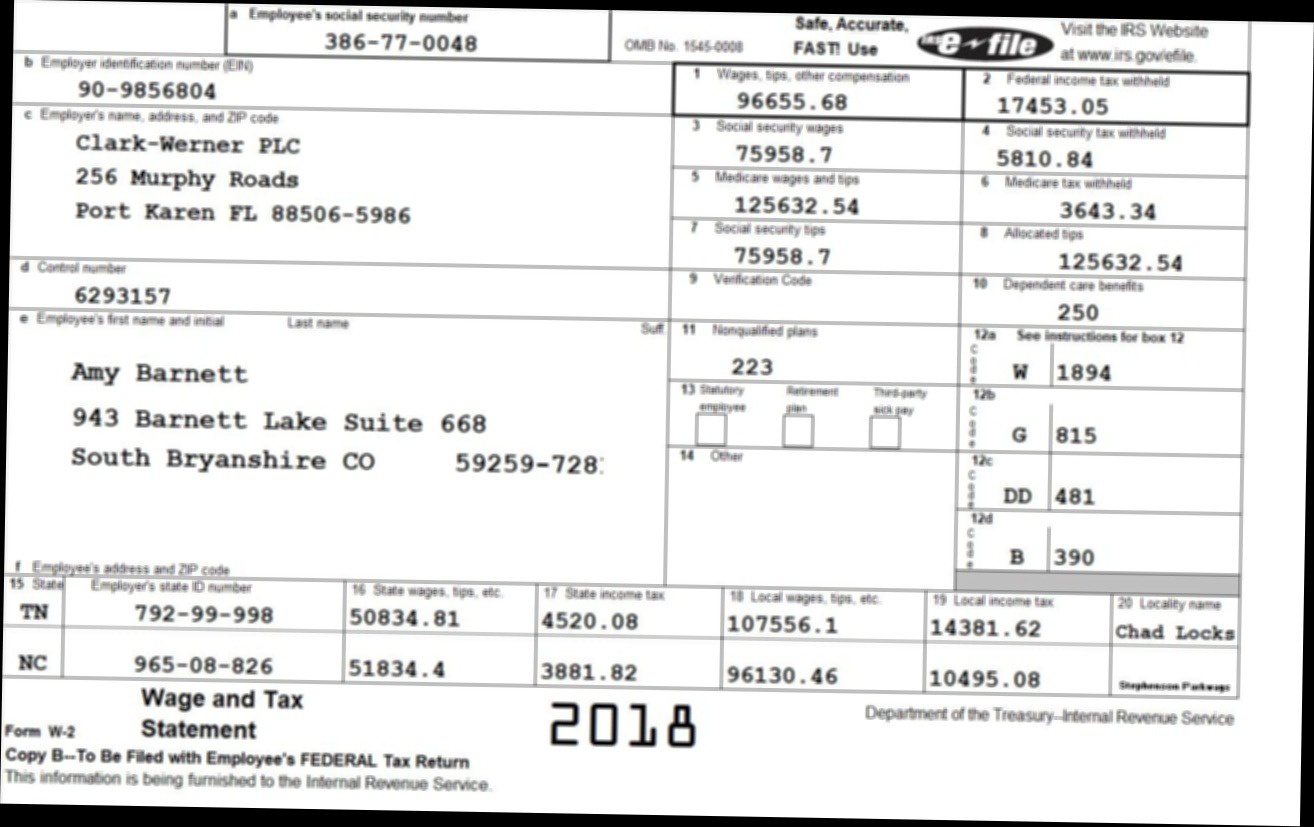 a Employee's social security number
386-77-0048
OMB No. 1545-0008
Safe, Accurate,
FAST! Use
IRS e~file
Visit the IRS Website
at www.irs.gov/efile.
b Employer identification number (EIN)
90-9856804
1 Wages, tips, other compensation
96655.68
2 Federal income tax withheld
17453.05
c Employer's name, address, and ZIP code
Clark-Werner PLC
256 Murphy Roads
Port Karen FL 88506-5986
3 Social security wages
75958.7
4 Social security tax withheld
5810.84
5 Medicare wages and tips
125632.54
6 Medicare tax withheld
3643.34
7 Social security tips
75958.7
8 Allocated tips
125632.54
d Control number
6293157
9 Verification Code
10 Dependent care benefits
250
e Employee's first name and initial Last name Suff.
Amy Barnett
943 Barnett Lake Suite 668
South Bryanshire CO 59259-728
11 Nonqualified plans
223
12a See instructions for box 12
Code W 1894
13 Statutory employee Retirement plan Third-party sick pay
12b
Code G 815
14 Other
12c
Code DD 481
12d
Code B 390
f Employee's address and ZIP code
15 State Employer's state ID number 16 State wages, tips, etc. 17 State income tax 18 Local wages, tips, etc. 19 Local income tax 20 Locality name
TN 792-99-998 50834.81 4520.08 107556.1 14381.62 Chad Locks
NC 965-08-826 51834.4 3881.82 96130.46 10495.08 Stephenson Parkways
Form W-2
Wage and Tax
Statement
2018
Department of the Treasury--Internal Revenue Service
Copy B--To Be Filed with Employee's FEDERAL Tax Return
This information is being furnished to the Internal Revenue Service.